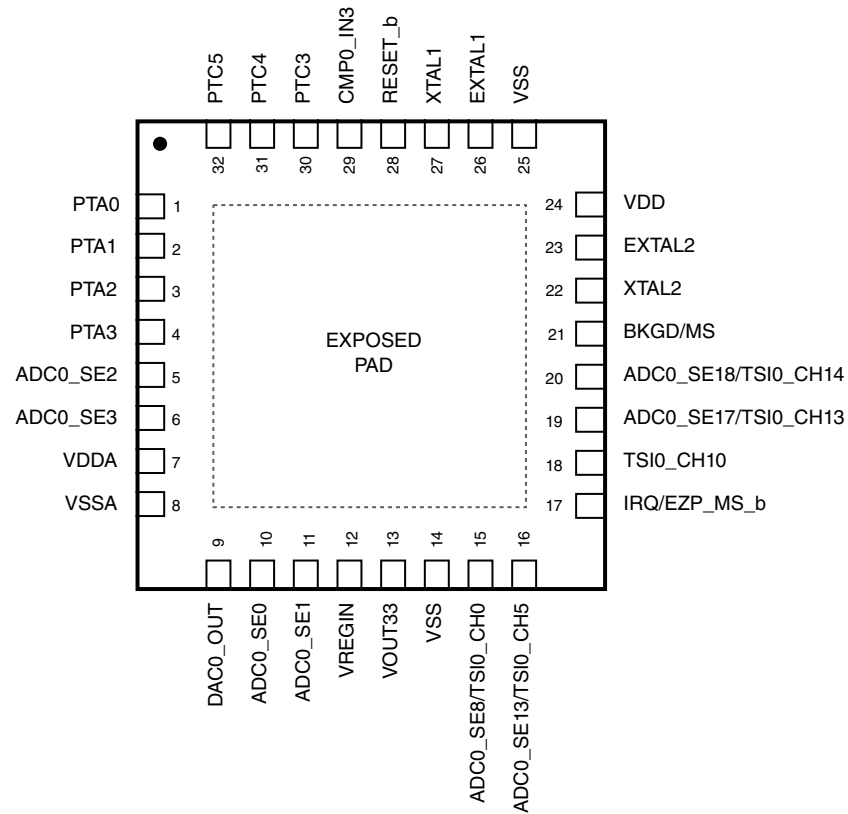 PTC5
PTC4
PTC3
CMP0_IN3
RESET_b
XTAL1
EXTAL1
VSS
32
31
30
29
28
27
26
25
PTA0 1
PTA1 2
PTA2 3
PTA3 4
ADC0_SE2 5
ADC0_SE3 6
VDDA 7
VSSA 8
EXPOSED
PAD
24 VDD
23 EXTAL2
22 XTAL2
21 BKGD/MS
20 ADC0_SE18/TSI0_CH14
19 ADC0_SE17/TSI0_CH13
18 TSI0_CH10
17 IRQ/EZP_MS_b
9
10
11
12
13
14
15
16
DAC0_OUT
ADC0_SE0
ADC0_SE1
VREGIN
VOUT33
VSS
ADC0_SE8/TSI0_CH0
ADC0_SE13/TSI0_CH5